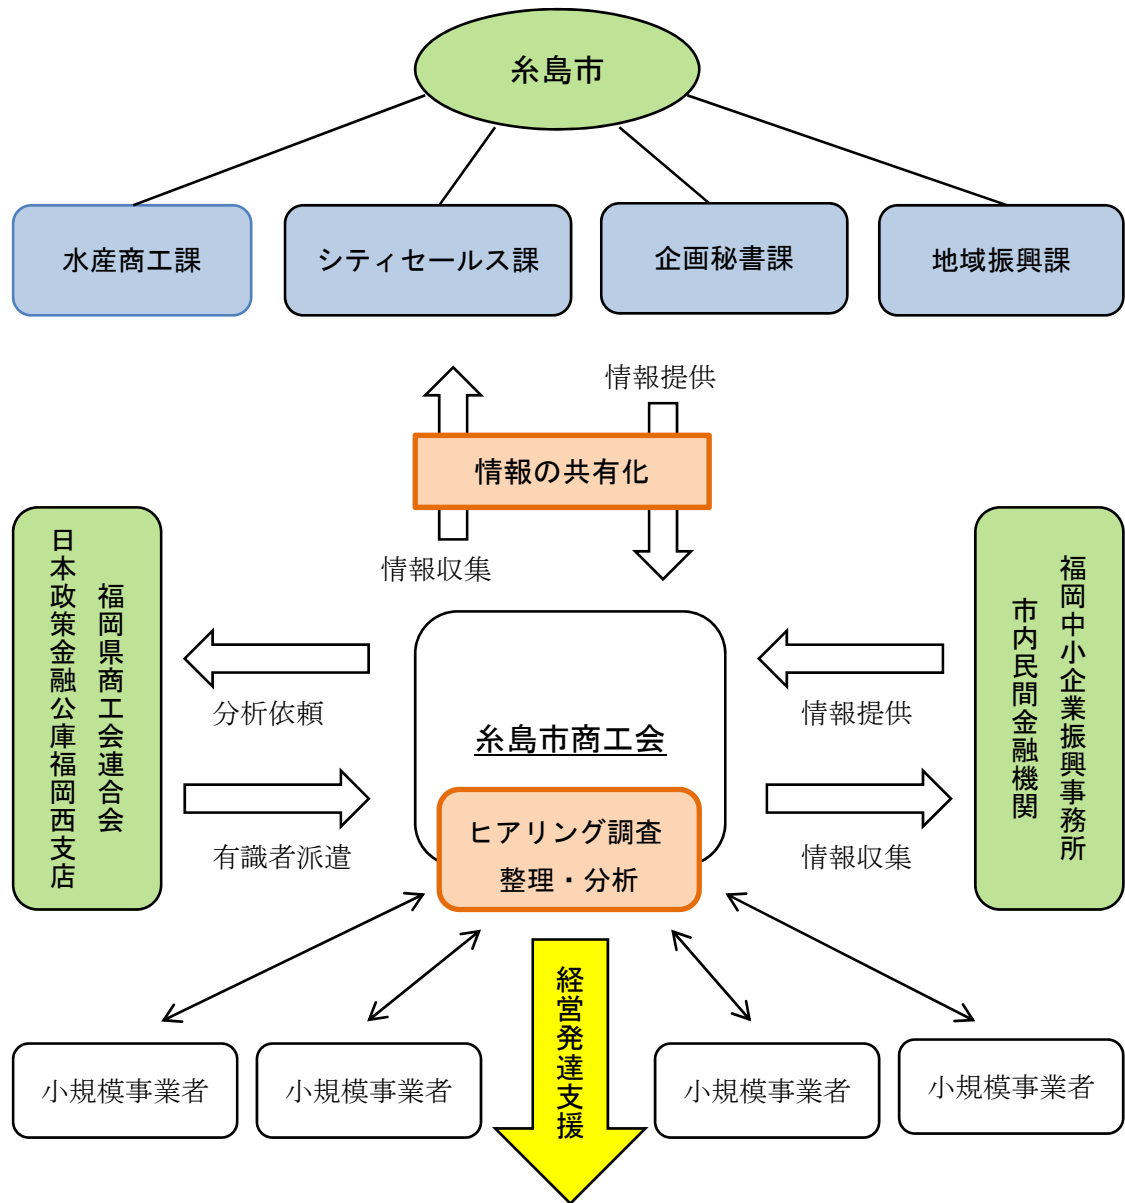 糸島市
水産商工課
シティセールス課
企画秘書課
地域振興課
情報提供
情報の共有化
情報収集
福岡県商工会連合会
日本政策金融公庫福岡西支店
分析依頼
有識者派遣
糸島市商工会
ヒアリング調査
整理・分析
情報提供
情報収集
福岡中小企業振興事務所
市内民間金融機関
経営発達支援
小規模事業者
小規模事業者
小規模事業者
小規模事業者